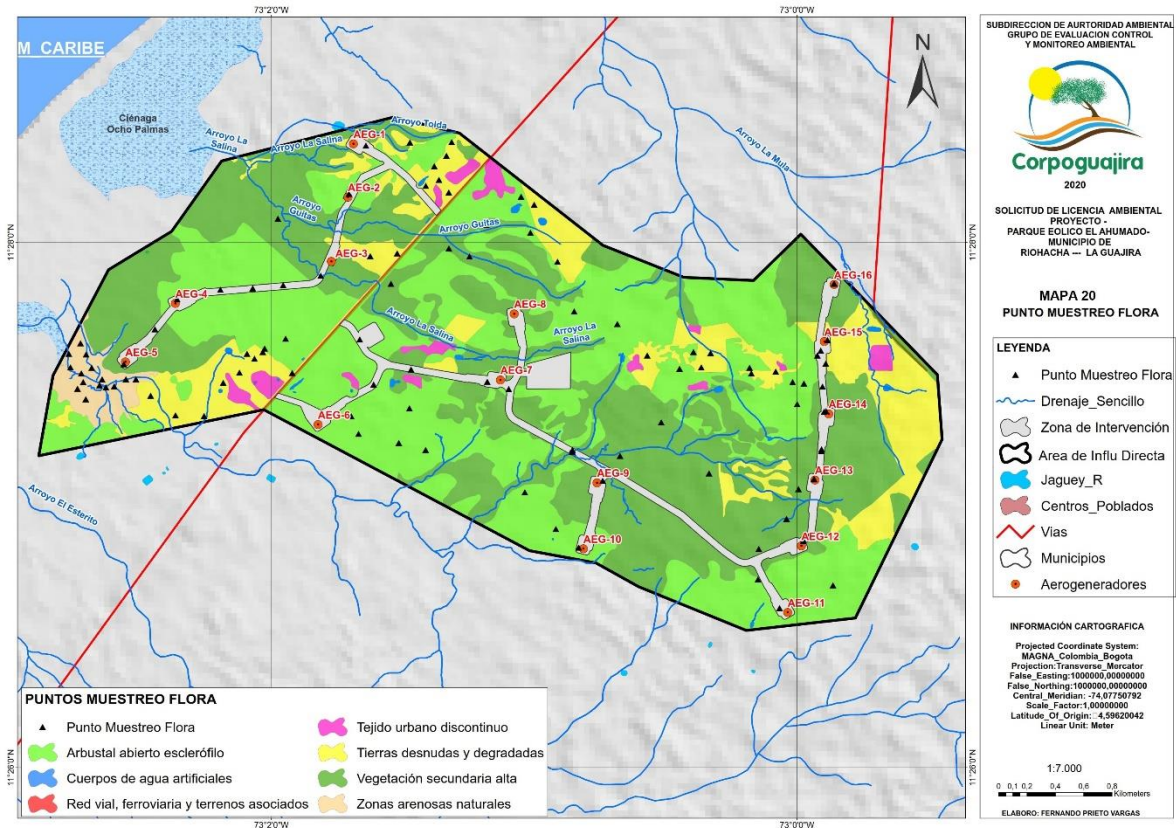 73°2'0"W
73°0'0"W
M_CARIBE
Ciénaga
Ocho Palmas
N
Arroyo La
Salina
Arroyo La Salina
Arroyo Tolda
Arroyo La Mula
AEG-1
AEG-2
Arroyo
Guitas
Arroyo Guitas
11°28'0"N
11°28'0"N
AEG-3
AEG-16
AEG-4
AEG-8
Arroyo La Salina
Arroyo La
Salina
AEG-15
AEG-5
AEG-7
AEG-6
AEG-14
AEG-9
AEG-13
Arroyo El Esterito
AEG-10
AEG-12
AEG-11
11°26'0"N
11°26'0"N
73°2'0"W
73°0'0"W
PUNTOS MUESTREO FLORA
Punto Muestreo Flora
Arbustal abierto esclerófilo
Cuerpos de agua artificiales
Red vial, ferroviaria y terrenos asociados
Tejido urbano discontinuo
Tierras desnudas y degradadas
Vegetación secundaria alta
Zonas arenosas naturales
SUBDIRECCION DE AURTORIDAD AMBIENTAL
GRUPO DE EVALUACION CONTROL
Y MONITOREO AMBIENTAL
Corpoguajira
2020
SOLICITUD DE LICENCIA AMBIENTAL
PROYECTO -
PARQUE EOLICO EL AHUMADO-
MUNICIPIO DE
RIOHACHA --- LA GUAJIRA
MAPA 20
PUNTO MUESTREO FLORA
LEYENDA
Punto Muestreo Flora
Drenaje_Sencillo
Zona de Intervención
Area de Influ Directa
Jaguey_R
Centros_Poblados
Vias
Municipios
Aerogeneradores
INFORMACIÓN CARTOGRAFICA
Projected Coordinate System:
MAGNA_Colombia_Bogota
Projection:Transverse_Mercator
False_Easting:1000000,00000000
False_Northing:1000000,00000000
Central_Meridian: -74,07750792
Scale_Factor:1,00000000
Latitude_Of_Origin: 4,59620042
Linear Unit: Meter
1:7.000
0 0,1 0,2 0,4 0,6 0,8
Kilometers
ELABORO: FERNANDO PRIETO VARGAS